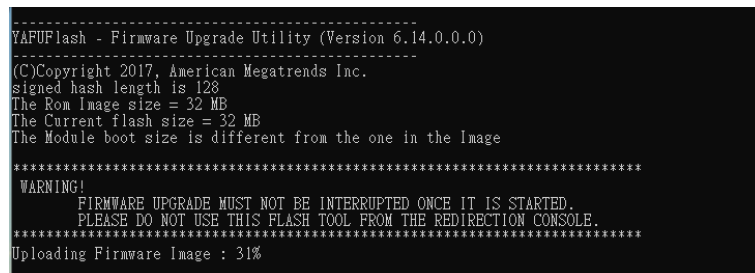 -------------------------------------------------
YAFUFlash - Firmware Upgrade Utility (Version 6.14.0.0.0)
-------------------------------------------------
(C)Copyright 2017, American Megatrends Inc.
signed hash length is 128
The Rom Image size = 32 MB
The Current flash size = 32 MB
The Module boot size is different from the one in the Image
****************************************************************************
WARNING!
FIRMWARE UPGRADE MUST NOT BE INTERRUPTED ONCE IT IS STARTED.
PLEASE DO NOT USE THIS FLASH TOOL FROM THE REDIRECTION CONSOLE.
****************************************************************************
Uploading Firmware Image : 31%